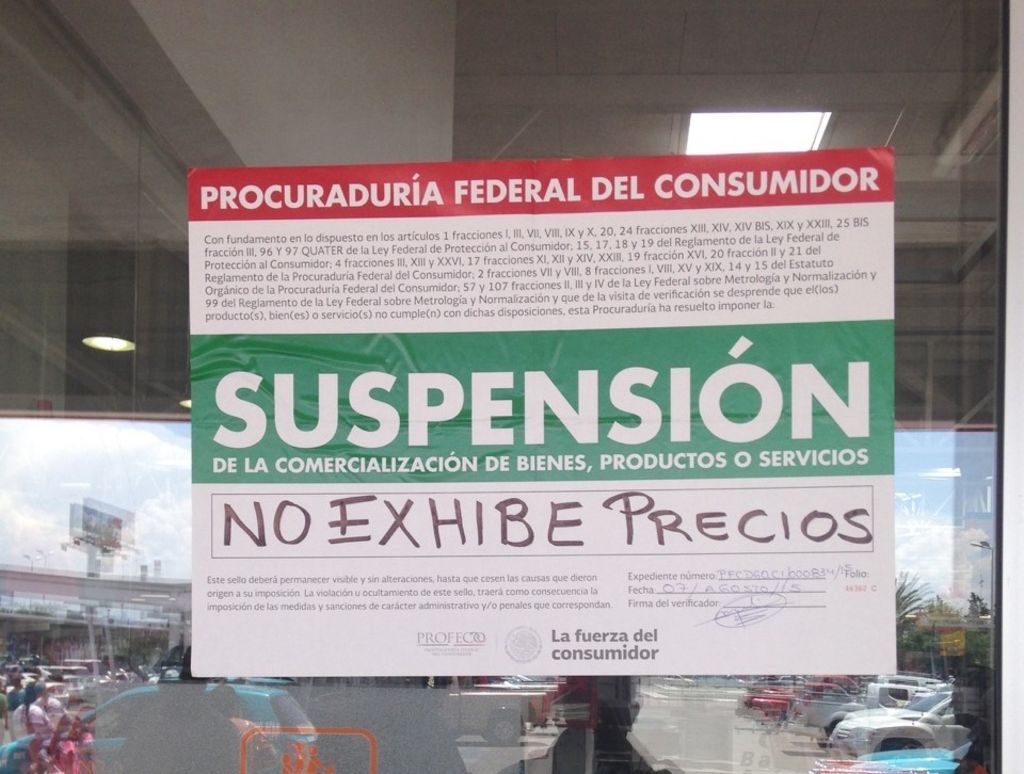 PROCURADURÍA FEDERAL DEL CONSUMIDOR
Con fundamento en lo dispuesto en los artículos 1 fracciones I, III, VII, VIII, IX y X, 20, 24 fracciones XIII, XIV, XIV BIS, XIX y XXIII, 25 BIS
fracción III, 96 Y 97 QUATER de la Ley Federal de Protección al Consumidor; 15, 17, 18 y 19 del Reglamento de la Ley Federal de
Protección al Consumidor; 4 fracciones III, XIII y XXVI, 17 fracciones XI, XII y XIV, XXIII, 19 fracción XVI, 20 fracción II y 21 del
Reglamento de la Procuraduría Federal del Consumidor; 2 fracciones VII y VIII, 8 fracciones I, VIII, XV y XIX, 14 y 15 del Estatuto
Orgánico de la Procuraduría Federal del Consumidor; 57 y 107 fracciones II, III y IV de la Ley Federal sobre Metrología y Normalización y
99 del Reglamento de la Ley Federal sobre Metrología y Normalización y que de la visita de verificación se desprende que el(los)
producto(s), bien(es) o servicio(s) no cumple(n) con dichas disposiciones, esta Procuraduría ha resuelto imponer la:
SUSPENSIÓN
DE LA COMERCIALIZACIÓN DE BIENES, PRODUCTOS O SERVICIOS
NO EXHIBE PRECIOS
Este sello deberá permanecer visible y sin alteraciones, hasta que cesen las causas que dieron
origen a su imposición. La violación u ocultamiento de este sello, traerá como consecuencia la
imposición de las medidas y sanciones de carácter administrativo y/o penales que correspondan.
Expediente número Folio:
Fecha 07/AGOSTO/15
Firma del verificador
PROFECO
La fuerza del
consumidor